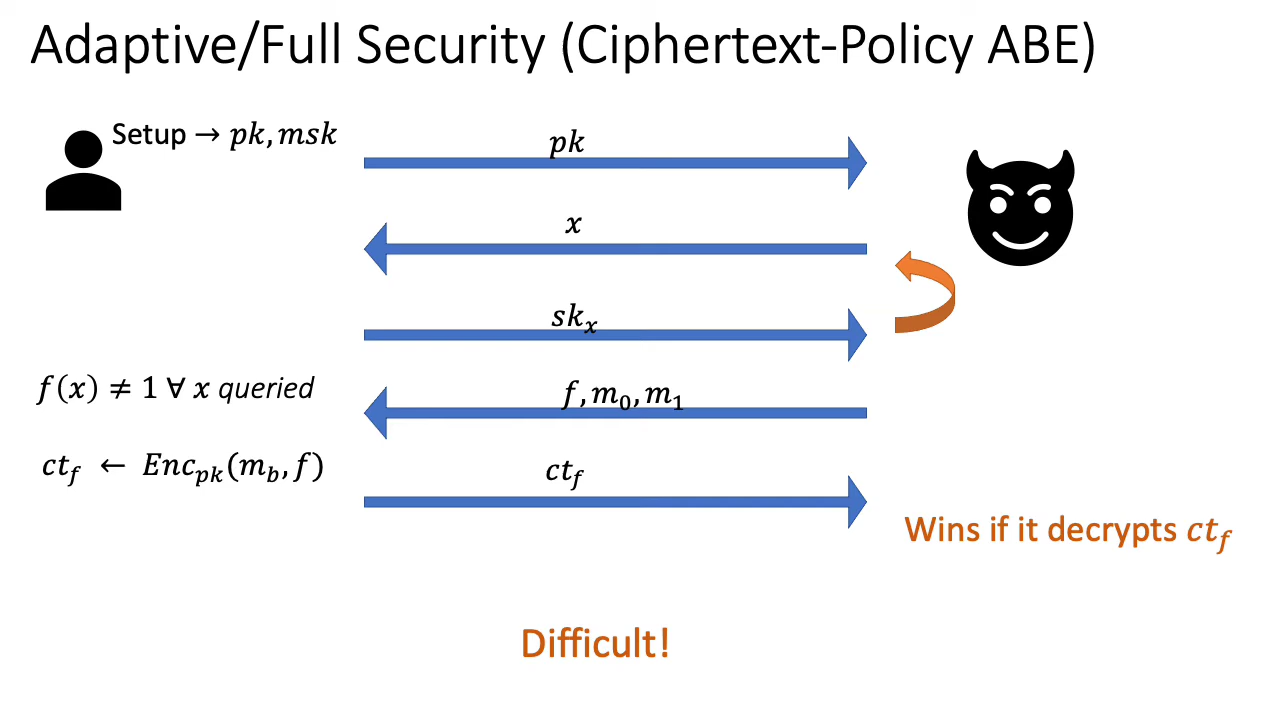 Adaptive/Full Security (Ciphertext-Policy ABE)
Setup → pk, msk
pk
x
sk_x
f(x) ≠ 1 ∀ x queried
f, m_0, m_1
ct_f ← Enc_pk(m_b, f)
ct_f
Wins if it decrypts ct_f
Difficult!